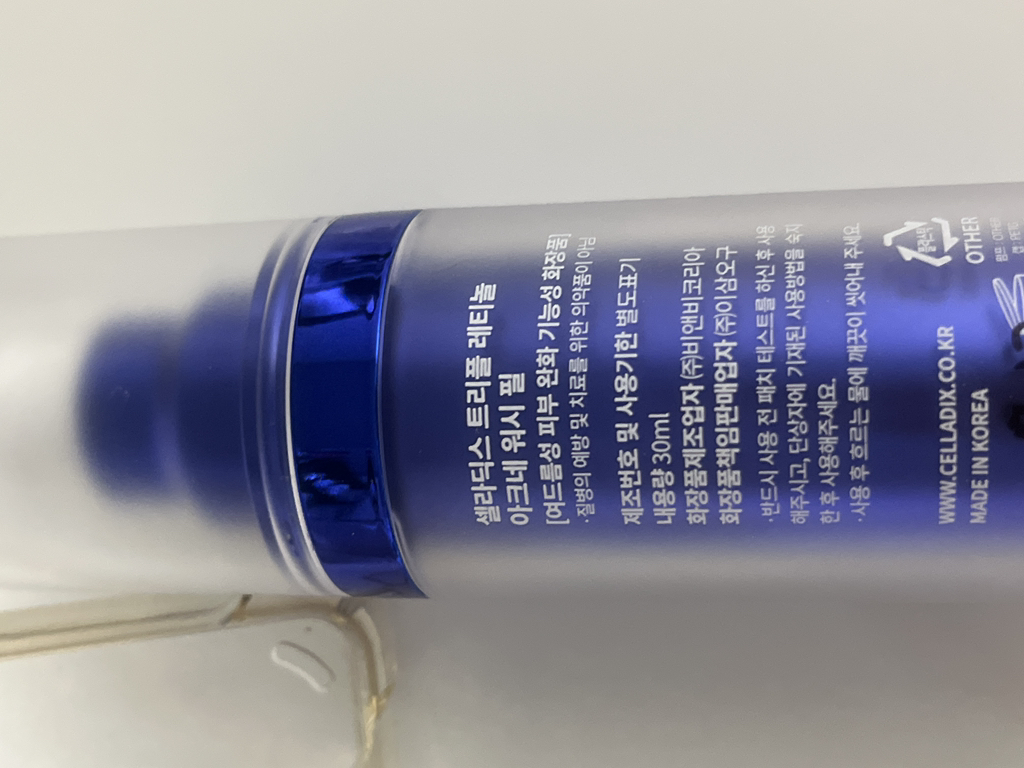 셀라딕스 트리플 레티놀
아크네 워시 필
[여드름성 피부 완화 기능성 화장품]
·질병의 예방 및 치료를 위한 의약품이 아님
제조번호 및 사용기한 별도표기
내용량 30ml
화장품제조업자 (주)비앤비코리아
화장품책임판매업자 (주)이삼오구
·반드시 사용 전 패치 테스트를 하신 후 사용
해주시고, 단상자에 기재된 사용방법을 숙지
한 후 사용해주세요.
·사용 후 흐르는 물에 깨끗이 씻어내 주세요.
WWW.CELLADIX.CO.KR
MADE IN KOREA
플라스틱
OTHER